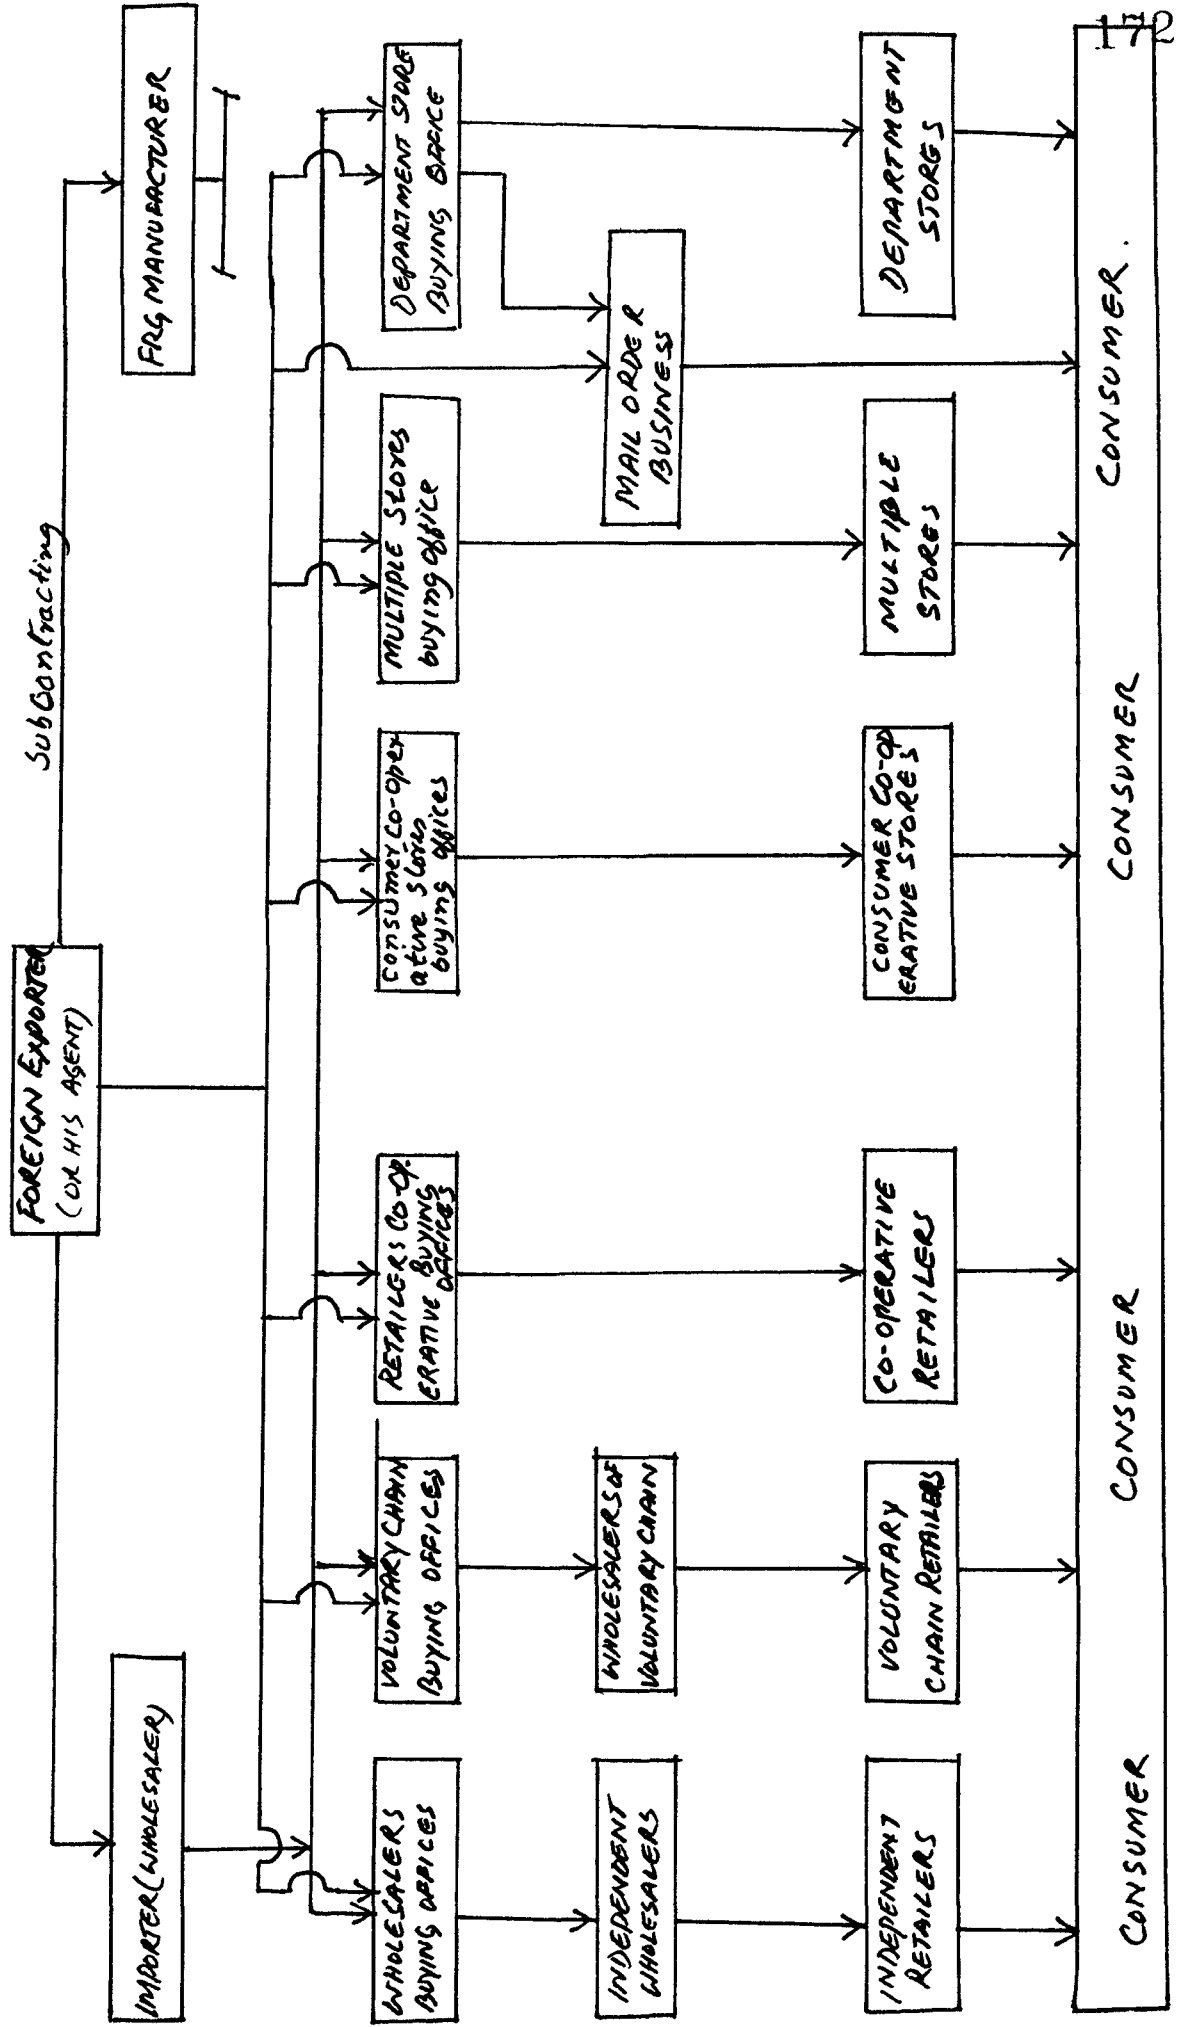 172
FOREIGN EXPORTER
(OR HIS AGENT)
Subcontracting
IMPORTER (WHOLESALER)
FRG MANUFACTURER
WHOLESALERS
BUYING OFFICES
VOLUNTARY CHAIN
BUYING OFFICES
RETAILERS CO-OP.
ERATIVE BUYING
OFFICES
consumer co-oper
ative stores
buying offices
MULTIPLE Stores
buying office
DEPARTMENT STORE
BUYING OFFICE
INDEPENDENT
WHOLESALERS
WHOLESALERS OF
VOLUNTARY CHAIN
MAIL ORDER
BUSINESS
INDEPENDENT
RETAILERS
VOLUNTARY
CHAIN RETAILERS
CO-OPERATIVE
RETAILERS
CONSUMER CO-OP
ERATIVE STORES
MULTIPLE
STORES
DEPARTMENT
STORES
CONSUMER
CONSUMER
CONSUMER
CONSUMER.